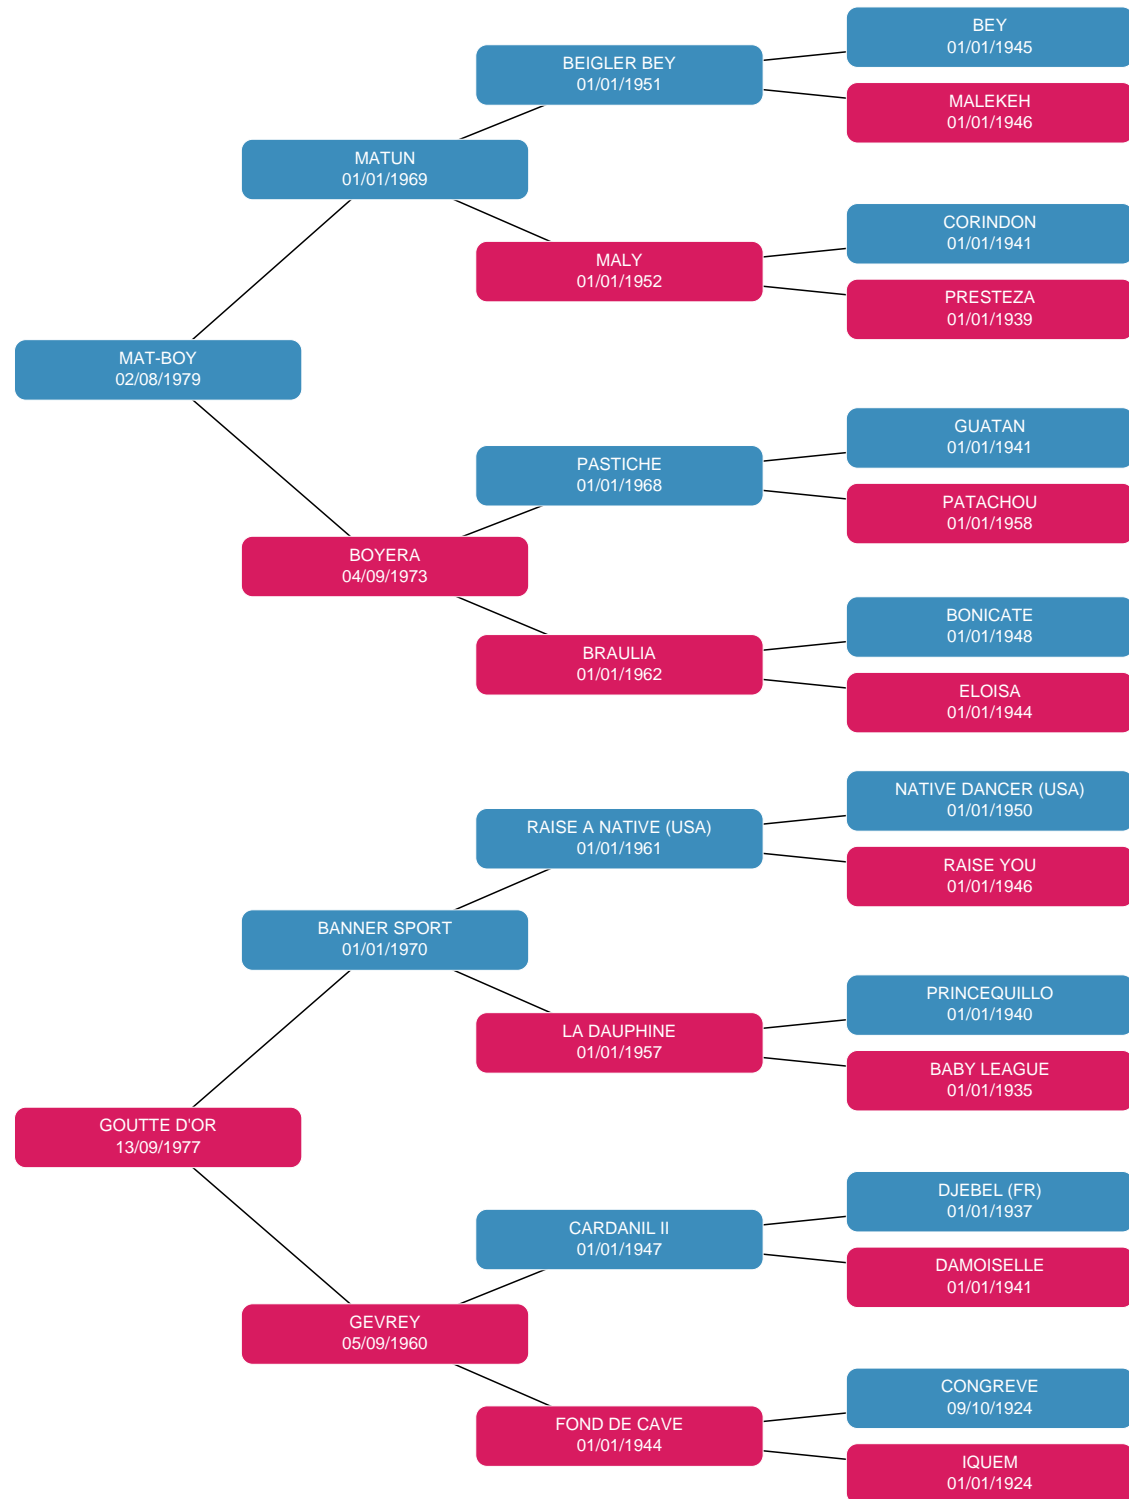 BEY
01/01/1945
BEIGLER BEY
01/01/1951
MALEKEH
01/01/1946
MATUN
01/01/1969
CORINDON
01/01/1941
MALY
01/01/1952
PRESTEZA
01/01/1939
MAT-BOY
02/08/1979
GUATAN
01/01/1941
PASTICHE
01/01/1968
PATACHOU
01/01/1958
BOYERA
04/09/1973
BONICATE
01/01/1948
BRAULIA
01/01/1962
ELOISA
01/01/1944
NATIVE DANCER (USA)
01/01/1950
RAISE A NATIVE (USA)
01/01/1961
RAISE YOU
01/01/1946
BANNER SPORT
01/01/1970
PRINCEQUILLO
01/01/1940
LA DAUPHINE
01/01/1957
BABY LEAGUE
01/01/1935
GOUTTE D'OR
13/09/1977
DJEBEL (FR)
01/01/1937
CARDANIL II
01/01/1947
DAMOISELLE
01/01/1941
GEVREY
05/09/1960
CONGREVE
09/10/1924
FOND DE CAVE
01/01/1944
IQUEM
01/01/1924